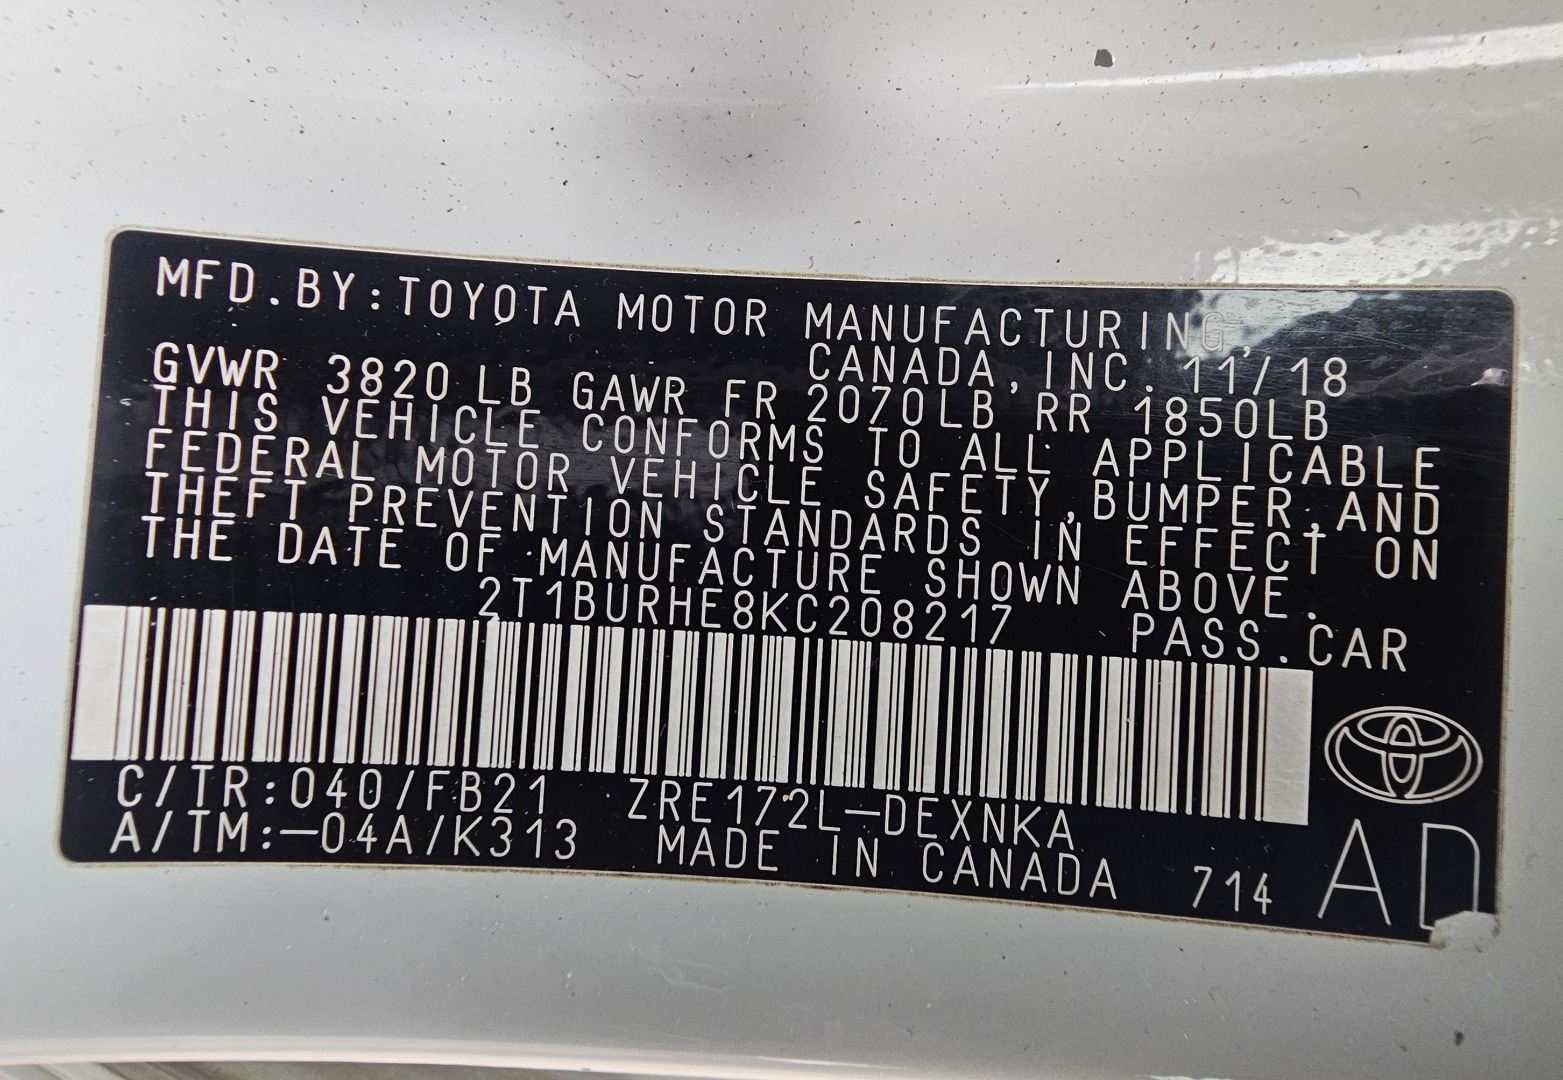 MFD.BY:TOYOTA MOTOR MANUFACTURING,
CANADA,INC. 11/18
GVWR 3820 LB GAWR FR 2070LB RR 1850LB
THIS VEHICLE CONFORMS TO ALL APPLICABLE
FEDERAL MOTOR VEHICLE SAFETY,BUMPER,AND
THEFT PREVENTION STANDARDS IN EFFECT ON
THE DATE OF MANUFACTURE SHOWN ABOVE.
2T1BURHE8KC208217 PASS.CAR
C/TR:040/FB21 ZRE172L-DEXNKA
A/TM:-04A/K313 MADE IN CANADA 714 AD